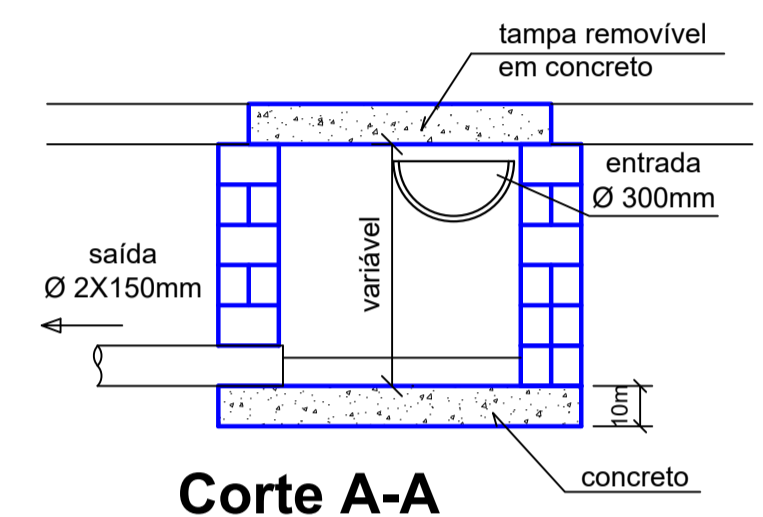 tampa removível
em concreto
entrada
Ø 300mm
saída
Ø 2X150mm
variável
10m
concreto
Corte A-A